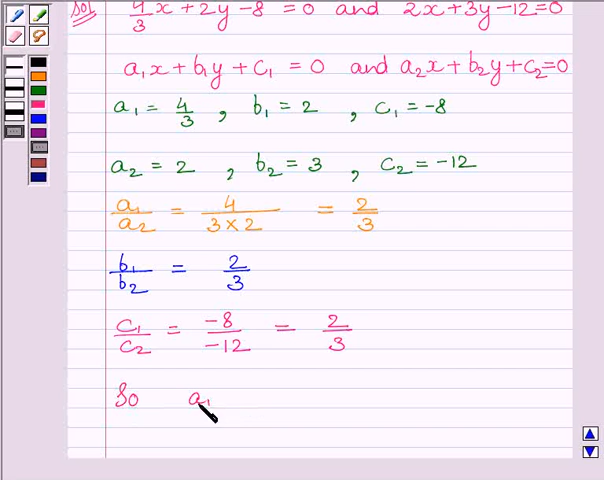 Sol 4/3 x + 2y - 8 = 0 and 2x + 3y - 12 = 0
a₁x + b₁y + c₁ = 0 and a₂x + b₂y + c₂ = 0
a₁ = 4/3 , b₁ = 2 , c₁ = -8
a₂ = 2 , b₂ = 3 , c₂ = -12
a₁/a₂ = 4/(3 × 2) = 2/3
b₁/b₂ = 2/3
c₁/c₂ = -8/-12 = 2/3
So a₁